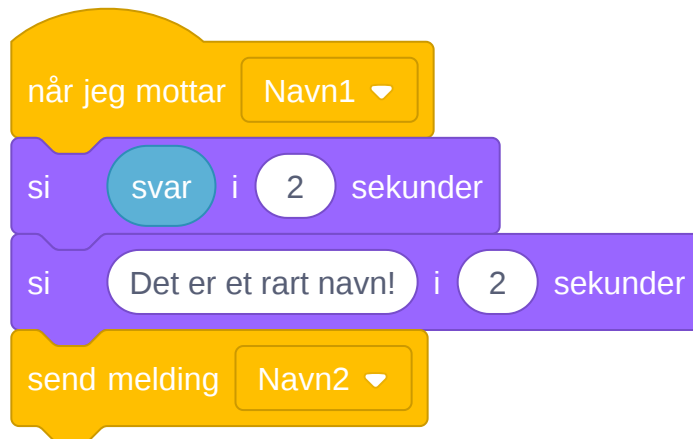 når jeg mottar Navn1
si svar i 2 sekunder
si Det er et rart navn! i 2 sekunder
send melding Navn2